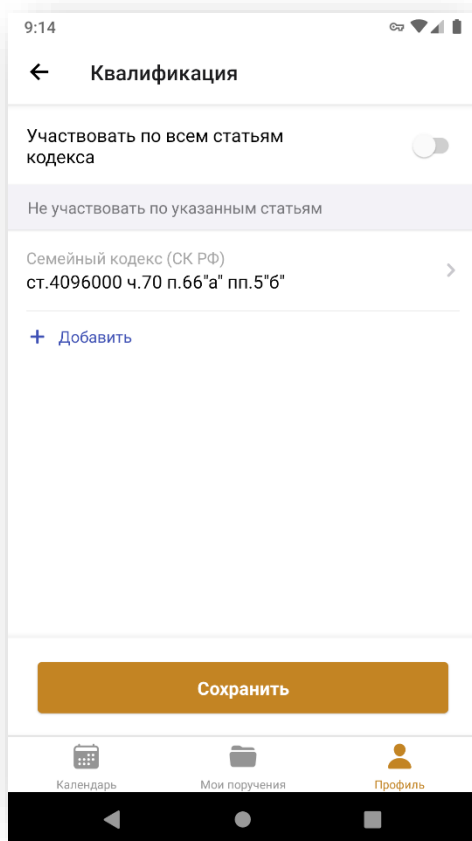 9:14
Квалификация
Участвовать по всем статьям
кодекса
Не участвовать по указанным статьям
Семейный кодекс (СК РФ)
ст.4096000 ч.70 п.66"а" пп.5"б"
+ Добавить
Сохранить
Календарь Мои поручения Профиль